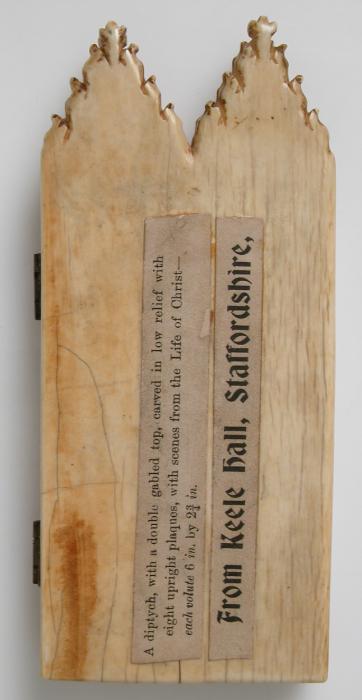 A diptych, with a double gabled top, carved in low relief with
eight upright plaques, with scenes from the Life of Christ—
each volute 6 in. by 2¾ in.
From Keele Hall, Staffordshire,